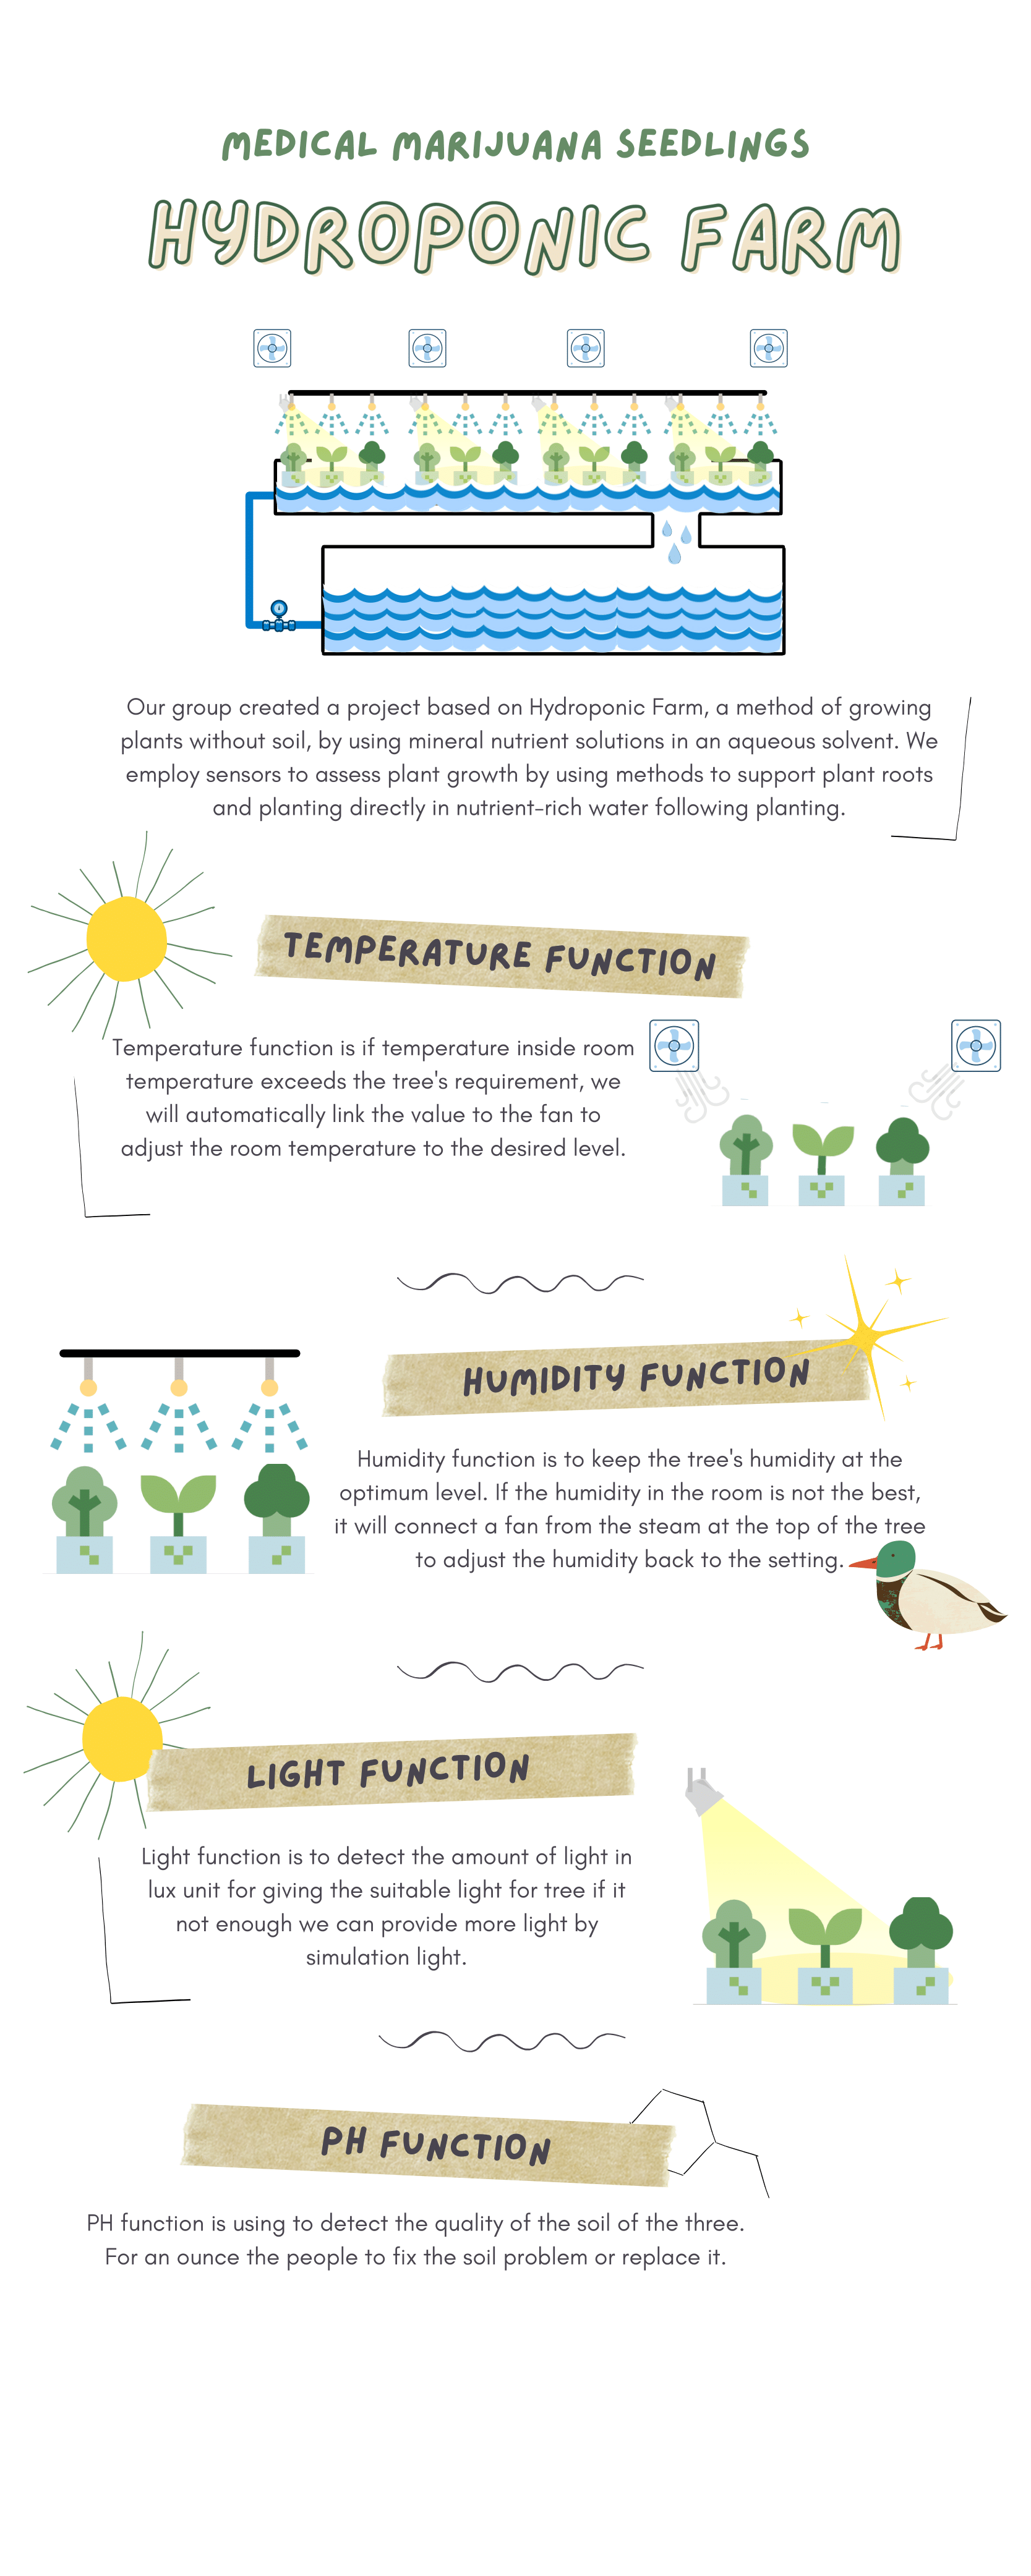 MEDICAL MARIJUANA SEEDLINGS
HYDROPONIC FARM
Our group created a project based on Hydroponic Farm, a method of growing
plants without soil, by using mineral nutrient solutions in an aqueous solvent. We
employ sensors to assess plant growth by using methods to support plant roots
and planting directly in nutrient-rich water following planting.
TEMPERATURE FUNCTION
Temperature function is if temperature inside room
temperature exceeds the tree's requirement, we
will automatically link the value to the fan to
adjust the room temperature to the desired level.
HUMIDITY FUNCTION
Humidity function is to keep the tree's humidity at the
optimum level. If the humidity in the room is not the best,
it will connect a fan from the steam at the top of the tree
to adjust the humidity back to the setting.
LIGHT FUNCTION
Light function is to detect the amount of light in
lux unit for giving the suitable light for tree if it
not enough we can provide more light by
simulation light.
PH FUNCTION
PH function is using to detect the quality of the soil of the three.
For an ounce the people to fix the soil problem or replace it.